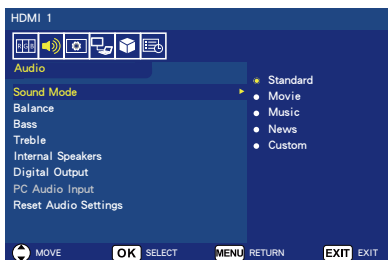 HDMI 1
RGB
Audio
Sound Mode
Balance
Bass
Treble
Internal Speakers
Digital Output
PC Audio Input
Reset Audio Settings
Standard
Movie
Music
News
Custom
MOVE OK SELECT MENU RETURN EXIT EXIT